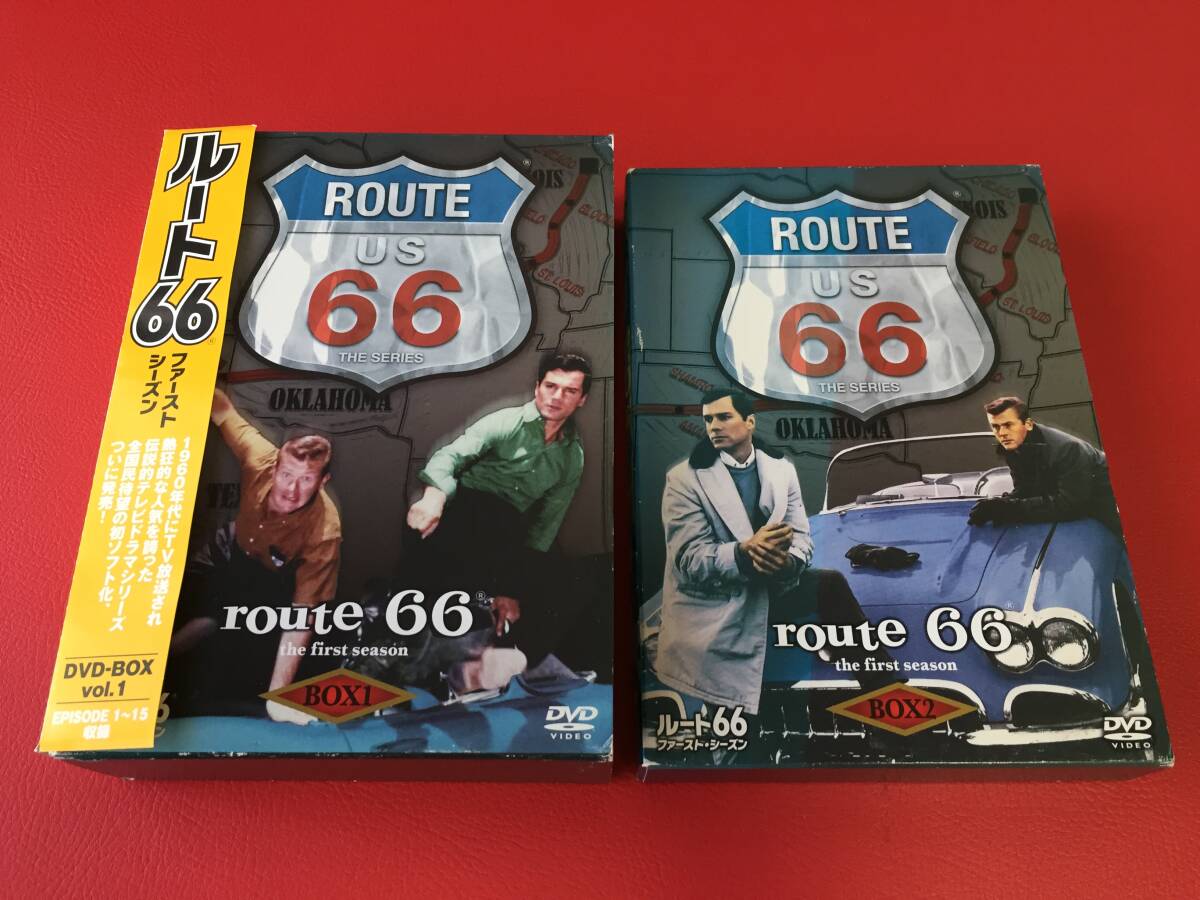 ルート66®
ファースト
シーズン
1960年代にTV放送され
熱狂的な人気を誇った
伝説的テレビドラマシリーズ
全国民待望の初ソフト化。
ついに発売!
DVD-BOX
vol.1
EPISODE 1~15
収録
OIS
ST. LOUIS
ROUTE ®
US
66
THE SERIES
OKLAHOMA
route 66®
the first season
BOX1
DVD
VIDEO
OIS
ST. LOUIS
ROUTE ®
US
66
THE SERIES
SHAMRO
OKLAHOMA
route 66®
the first season
BOX2
ルート66
ファースト・シーズン
DVD
VIDEO